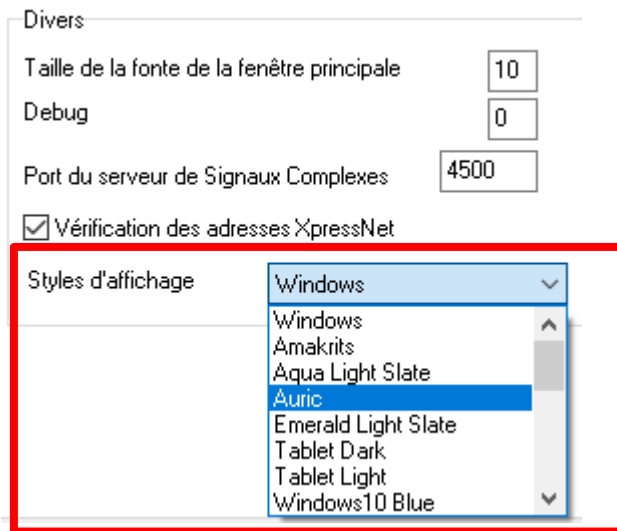 Divers
Taille de la fonte de la fenêtre principale 10
Debug 0
Port du serveur de Signaux Complexes 4500
Vérification des adresses XpressNet
Styles d'affichage Windows
Windows
Amakrits
Aqua Light Slate
Auric
Emerald Light Slate
Tablet Dark
Tablet Light
Windows10 Blue